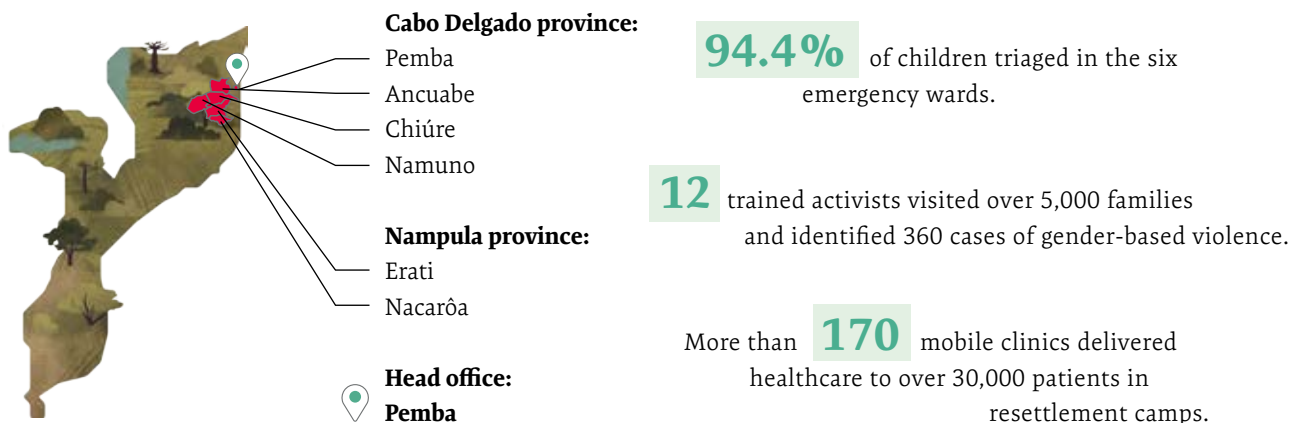 Cabo Delgado province:
Pemba
Ancuabe
Chiúre
Namuno
Nampula province:
Erati
Nacarôa
Head office:
Pemba
94.4% of children triaged in the six
emergency wards.
12 trained activists visited over 5,000 families
and identified 360 cases of gender-based violence.
More than 170 mobile clinics delivered
healthcare to over 30,000 patients in
resettlement camps.